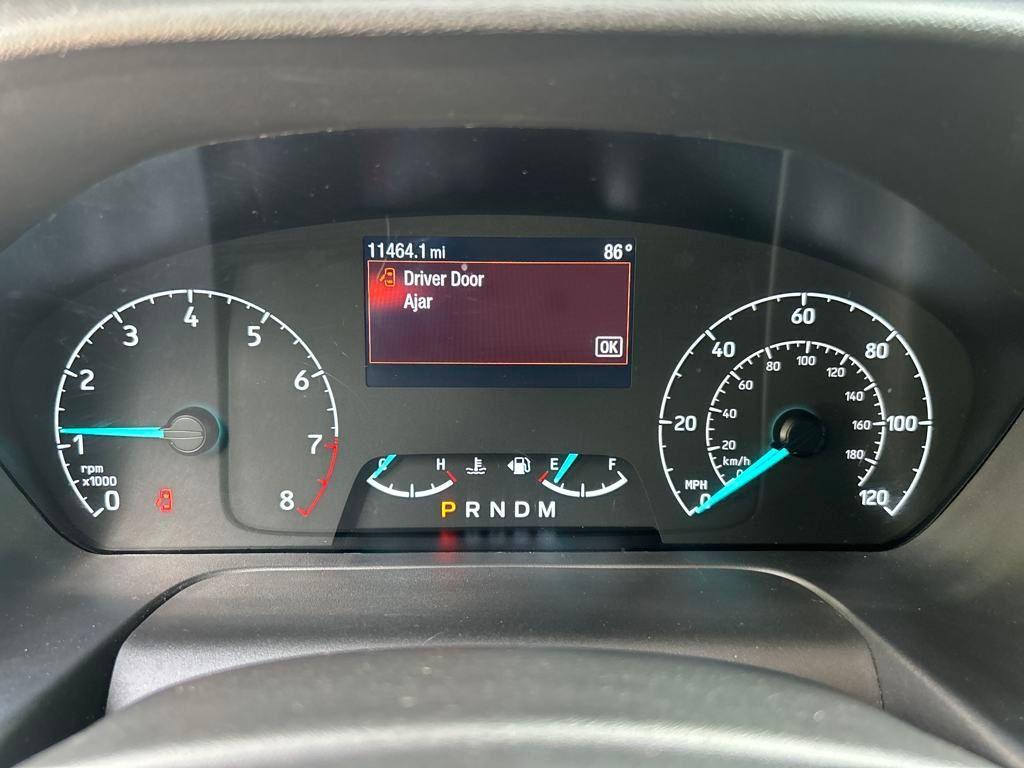 11464.1 mi 86°
Driver Door
Ajar
OK
0 1 2 3 4 5 6 7 8
rpm
x1000
C H E F
P R N D M
0 20 40 60 80 100 120
MPH
0 20 40 60 80 100 120 140 160 180
km/h